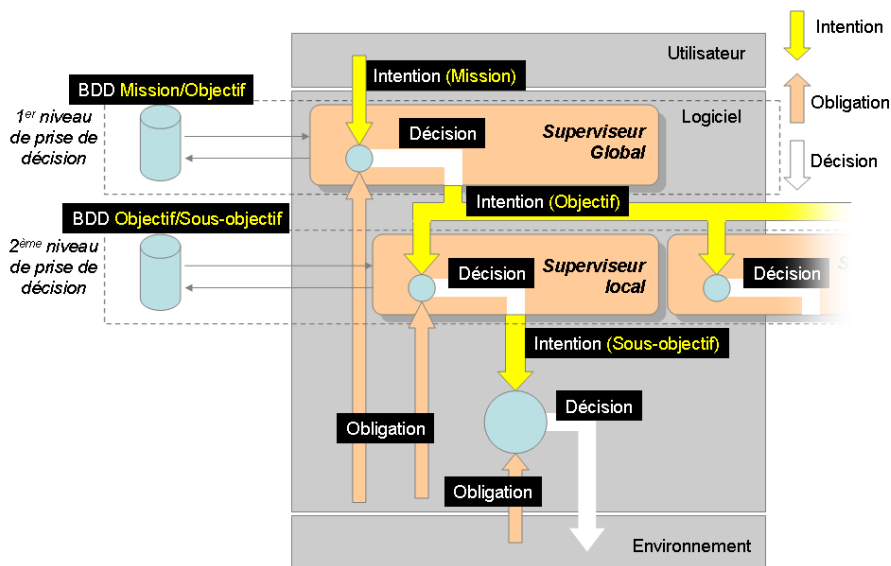 Utilisateur
Intention
Intention (Mission)
BDD Mission/Objectif
Obligation
1er niveau
de prise de
décision
Logiciel
Décision
Superviseur
Global
Décision
Intention (Objectif)
BDD Objectif/Sous-objectif
2ème niveau
de prise de
décision
Décision
Superviseur
local
Décision
Intention (Sous-objectif)
Décision
Obligation
Obligation
Environnement